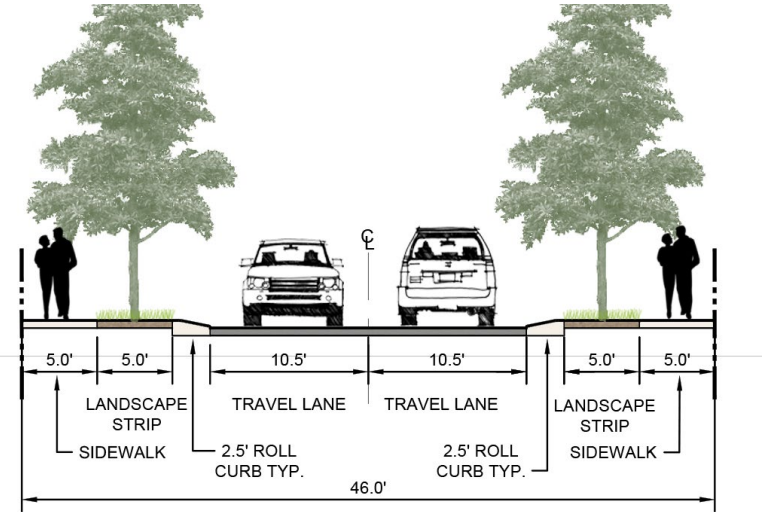 ℄
5.0' 5.0' 10.5' 10.5' 5.0' 5.0'
LANDSCAPE
STRIP
TRAVEL LANE TRAVEL LANE
LANDSCAPE
STRIP
SIDEWALK
2.5' ROLL
CURB TYP.
2.5' ROLL
CURB TYP.
SIDEWALK
46.0'